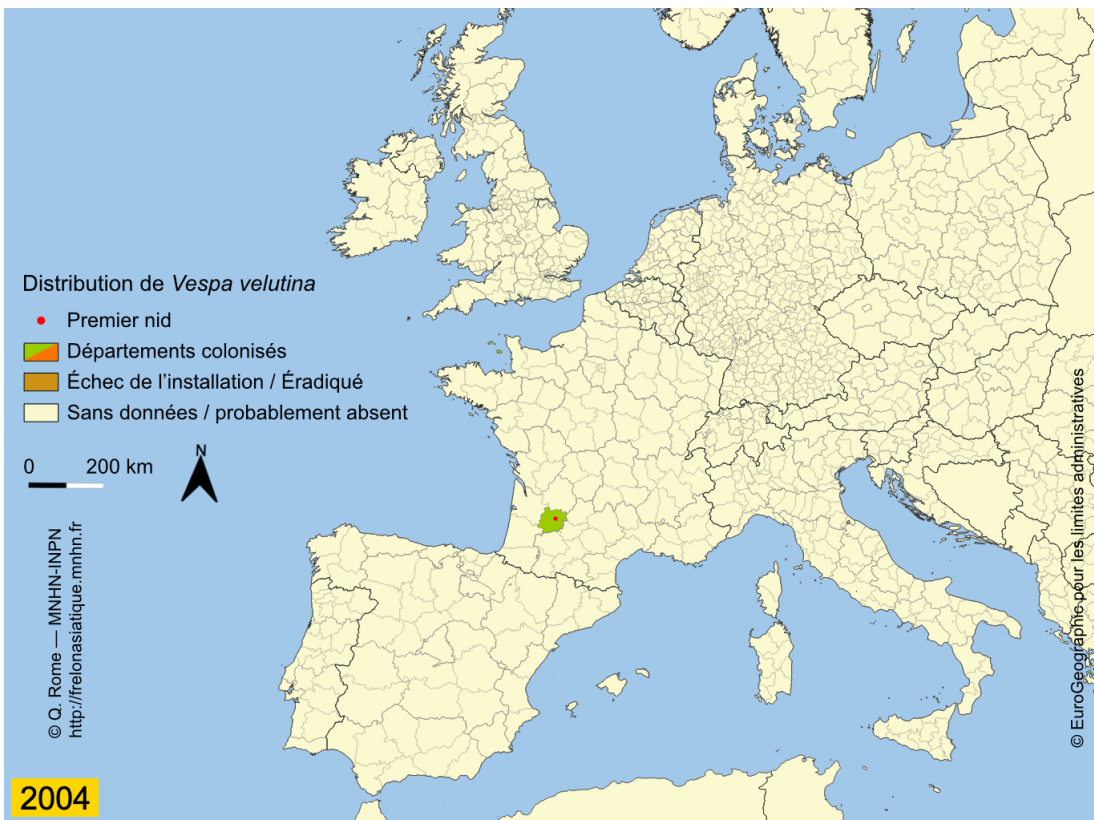 Distribution de Vespa velutina
Premier nid
Départements colonisés
Échec de l'installation / Éradiqué
Sans données / probablement absent
0 200 km
N
© Q. Rome — MNHN-INPN
http://frelonasiatique.mnhn.fr
© EuroGeographic pour les limites administratives
2004